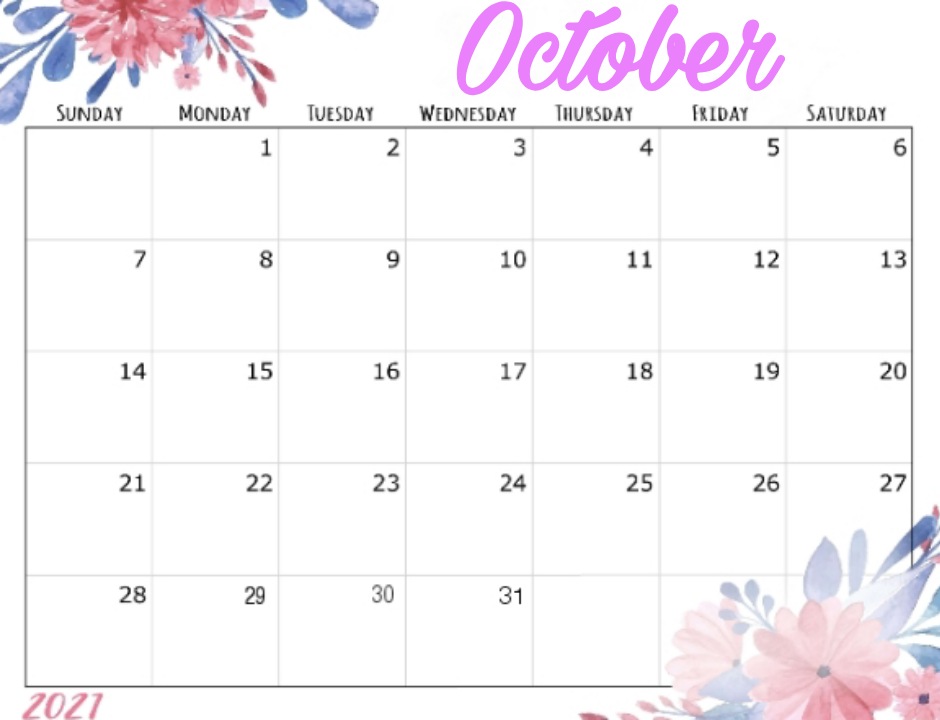 October
SUNDAY MONDAY TUESDAY WEDNESDAY THURSDAY FRIDAY SATURDAY
1 2 3 4 5 6
7 8 9 10 11 12 13
14 15 16 17 18 19 20
21 22 23 24 25 26 27
28 29 30 31
2021